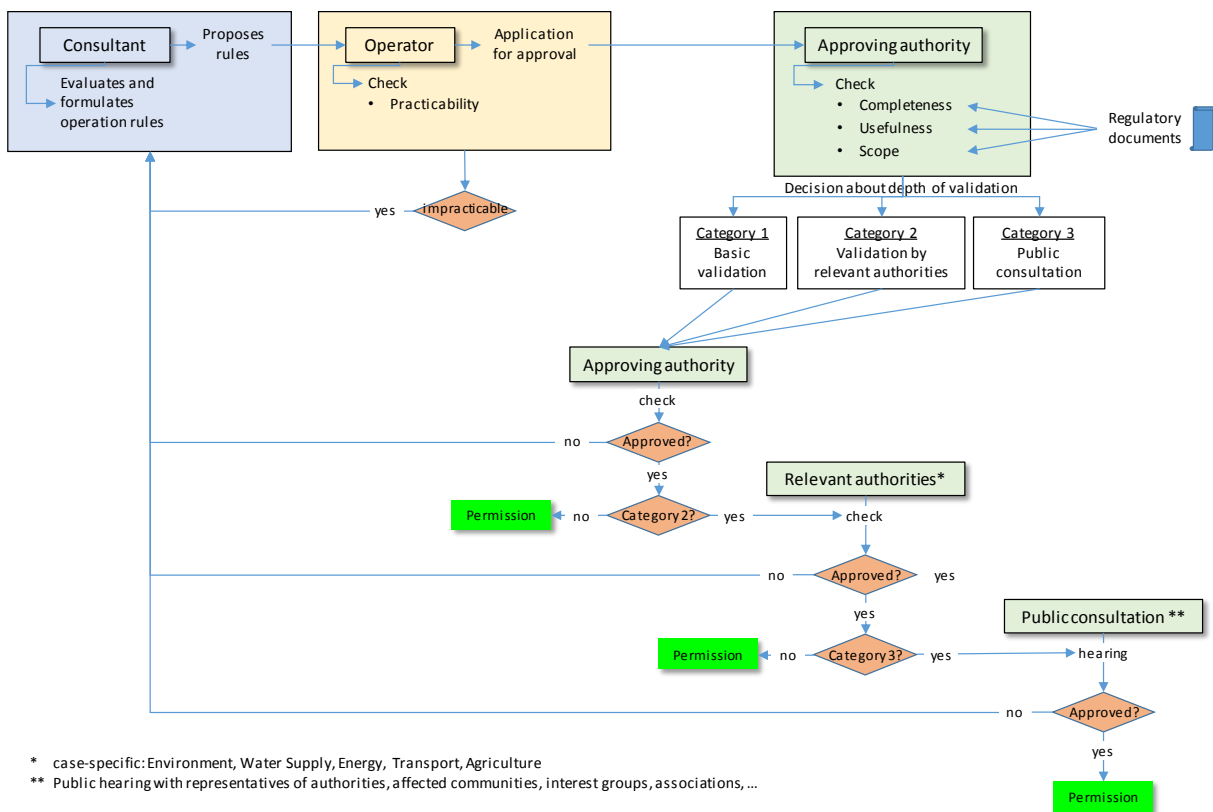 Consultant
Proposes
rules
Evaluates and
formulates
operation rules
Operator
Application
for approval
Check
• Practicability
Approving authority
Check
• Completeness
• Usefulness
• Scope
Regulatory
documents
yes
impracticable
Decision about depth of validation
Category 1
Basic
validation
Category 2
Validation by
relevant authorities
Category 3
Public
consultation
Approving authority
check
no
Approved?
yes
Relevant authorities*
Permission
no
Category 2?
yes
check
no
Approved?
yes
yes
Public consultation **
Permission
no
Category 3?
yes
hearing
no
Approved?
yes
Permission
* case-specific: Environment, Water Supply, Energy, Transport, Agriculture
** Public hearing with representatives of authorities, affected communities, interest groups, associations, ...